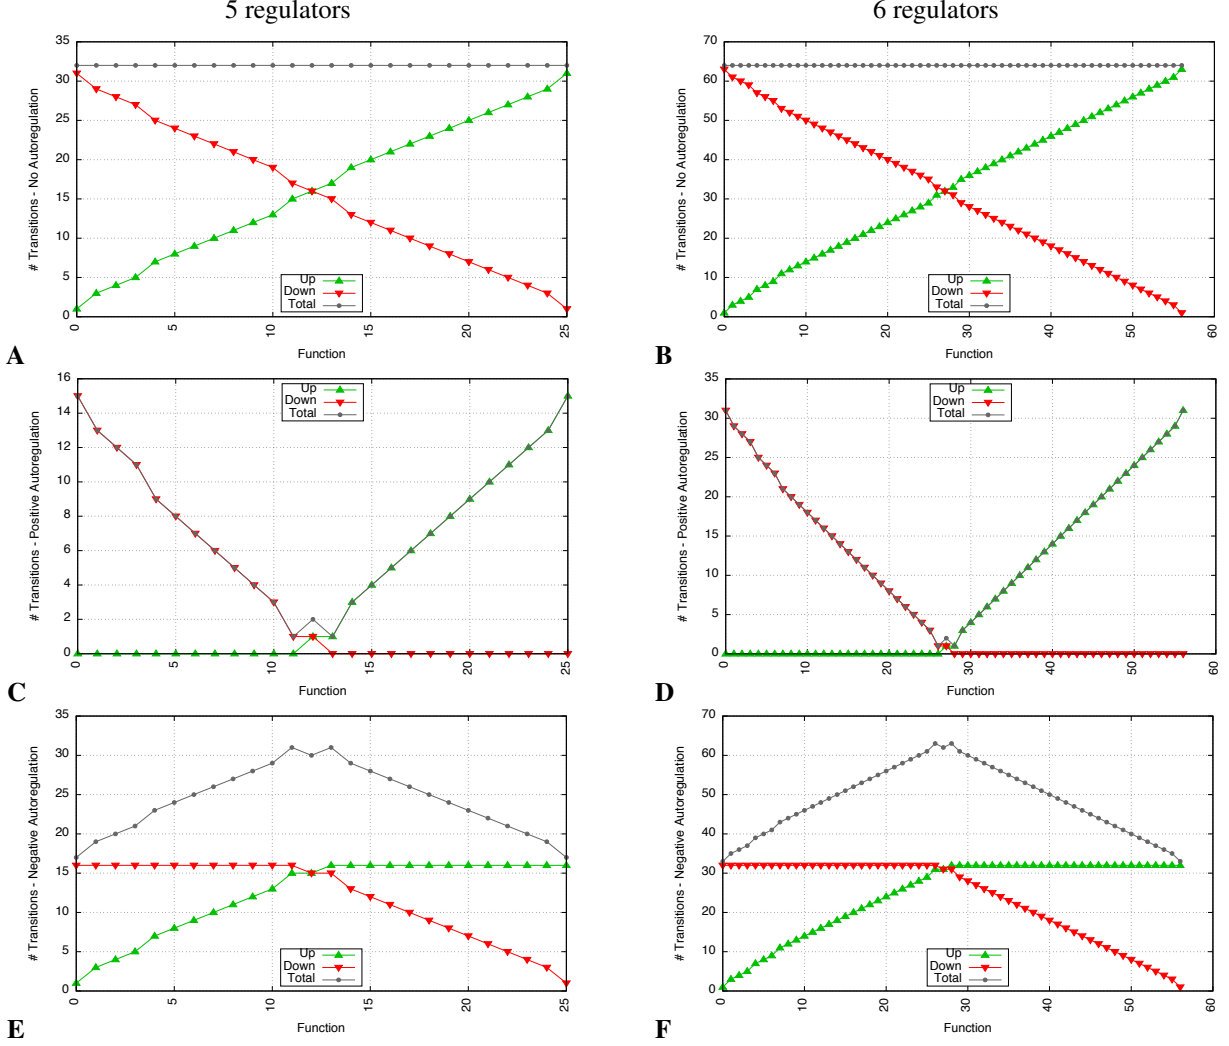 5 regulators
6 regulators
# Transitions - No Autoregulation
35
30
25
20
15
10
5
0
0
5
10
15
20
25
Up
Down
Total
Function
A
# Transitions - No Autoregulation
70
60
50
40
30
20
10
0
0
10
20
30
40
50
60
Up
Down
Total
Function
B
# Transitions - Positive Autoregulation
16
14
12
10
8
6
4
2
0
0
5
10
15
20
25
Up
Down
Total
Function
C
# Transitions - Positive Autoregulation
35
30
25
20
15
10
5
0
0
10
20
30
40
50
60
Up
Down
Total
Function
D
# Transitions - Negative Autoregulation
35
30
25
20
15
10
5
0
0
5
10
15
20
25
Up
Down
Total
Function
E
# Transitions - Negative Autoregulation
70
60
50
40
30
20
10
0
0
10
20
30
40
50
60
Up
Down
Total
Function
F